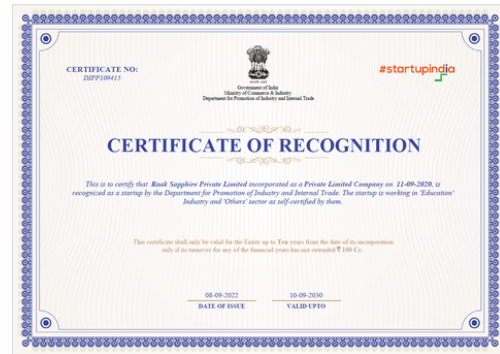 CERTIFICATE NO:
DIPP109415
#startupindia
Government of India
Ministry of Commerce & Industry
Department for Promotion of Industry and Internal Trade
CERTIFICATE OF RECOGNITION
This is to certify that Raak Sapphire Private Limited incorporated as a Private Limited Company on 11-09-2020, is
recognized as a startup by the Department for Promotion of Industry and Internal Trade. The startup is working in 'Education'
Industry and 'Others' sector as self-certified by them.
This certificate shall only be valid for the Entity up to Ten years from the date of its incorporation
only if its turnover for any of the financial years has not extended ₹ 100 Cr.
08-09-2022
10-09-2030
DATE OF ISSUE
VALID UPTO